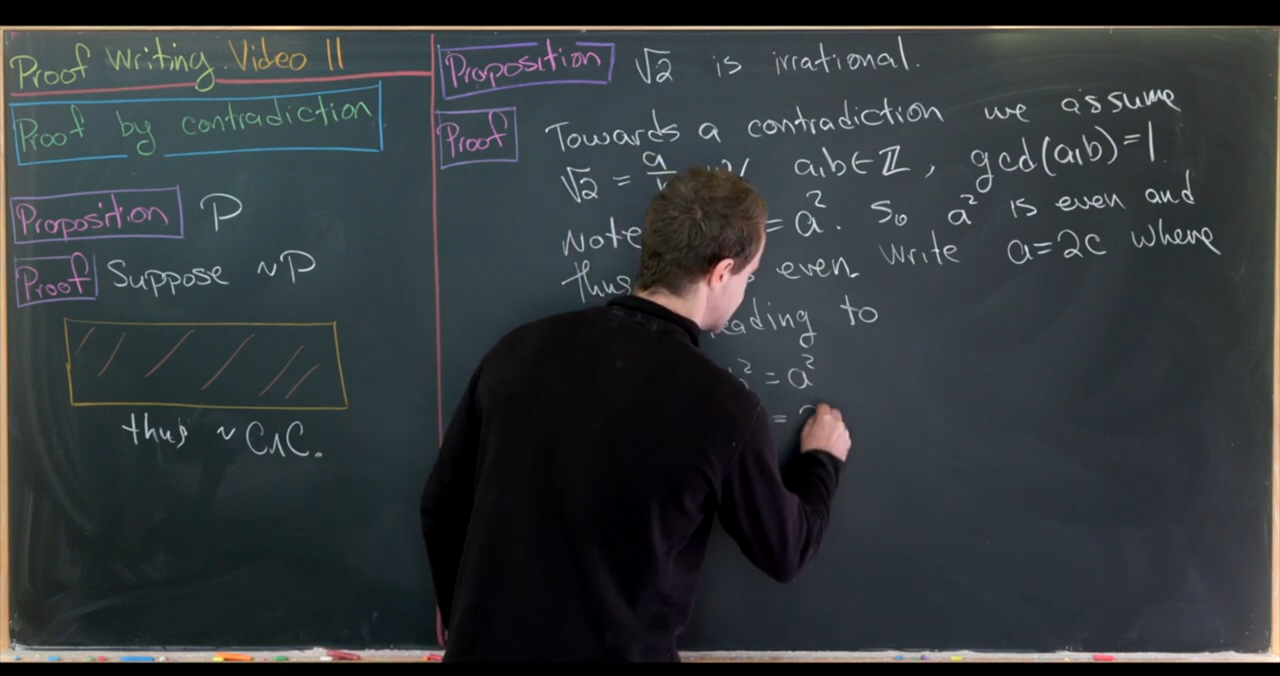 Proof Writing Video 11
Proof by contradiction
Proposition P
Proof Suppose ~P
thus ~C∧C.
Proposition √2 is irrational.
Proof Towards a contradiction we assume
√2 = a a,b∈ℤ, gcd(a,b)=1
Note = a². So a² is even and
thus even write a=2c where
to
² = a²
=